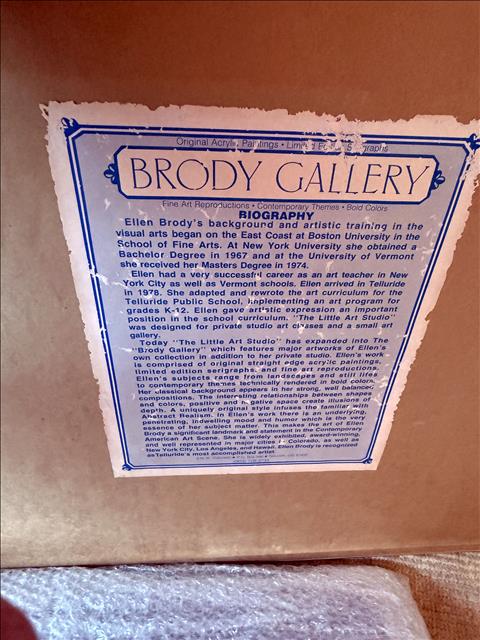 Original Acrylic Paintings • Limited Serigraphs
BRODY GALLERY
Fine Art Reproductions • Contemporary Themes • Bold Colors
BIOGRAPHY
Ellen Brody's background and artistic training in the
visual arts began on the East Coast at Boston University in the
School of Fine Arts. At New York University she obtained a
Bachelor Degree in 1967 and at the University of Vermont
she received her Masters Degree in 1974.
Ellen had a very successful career as an art teacher in New
York City as well as Vermont schools. Ellen arrived in Telluride
in 1978. She adapted and rewrote the art curriculum for the
Telluride Public School, implementing an art program for
grades K-12. Ellen gave artistic expression an important
position in the school curriculum. "The Little Art Studio"
was designed for private studio art classes and a small art
gallery.
Today "The Little Art Studio" has expanded into The
"Brody Gallery" which features major artworks of Ellen's
own collection in addition to her private studio. Ellen's work
is comprised of original straight edge acrylic paintings,
limited edition serigraphs, and fine art reproductions.
Ellen's subjects range from landscapes and still lifes
to contemporary themes technically rendered in bold colors.
Her classical background appears in her strong, well balanced,
compositions. The interesting relationships between shapes
and colors, positive and negative space create illusions of
depth. A uniquely original style infuses the familiar with
Abstract Realism. In Ellen's work there is an underlying,
penetrating, indwelling mood and humor which is the very
essence of her subject matter. This makes the art of Ellen
Brody a significant landmark and statement in the Contemporary
American Art Scene. She is widely exhibited, award-winning,
and well represented in major cities in Colorado, as well as
New York City, Los Angeles, and Hawaii. Ellen Brody is recognized
as Telluride's most accomplished artist.